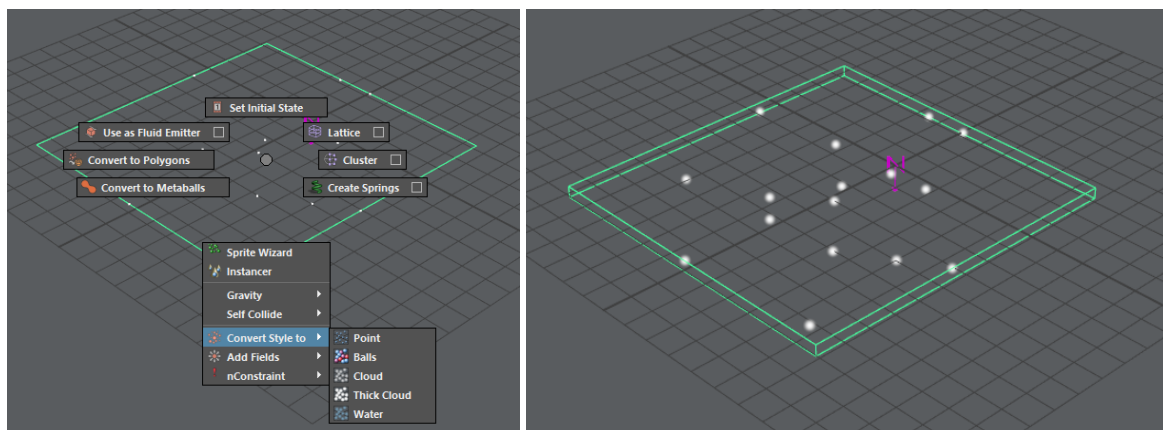 Set Initial State
Use as Fluid Emitter
Lattice
Convert to Polygons
Cluster
Convert to Metaballs
Create Springs
Sprite Wizard
Instancer
Gravity
Self Collide
Convert Style to
Point
Add Fields
Balls
nConstraint
Cloud
Thick Cloud
Water